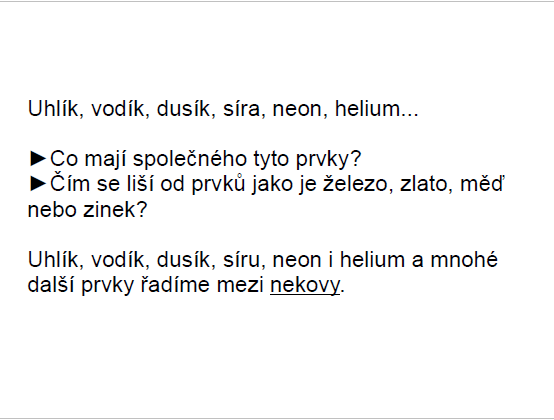 Uhlík, vodík, dusík, síra, neon, helium...
►Co mají společného tyto prvky?
►Čím se liší od prvků jako je železo, zlato, měď
nebo zinek?
Uhlík, vodík, dusík, síru, neon i helium a mnohé
další prvky řadíme mezi nekovy.